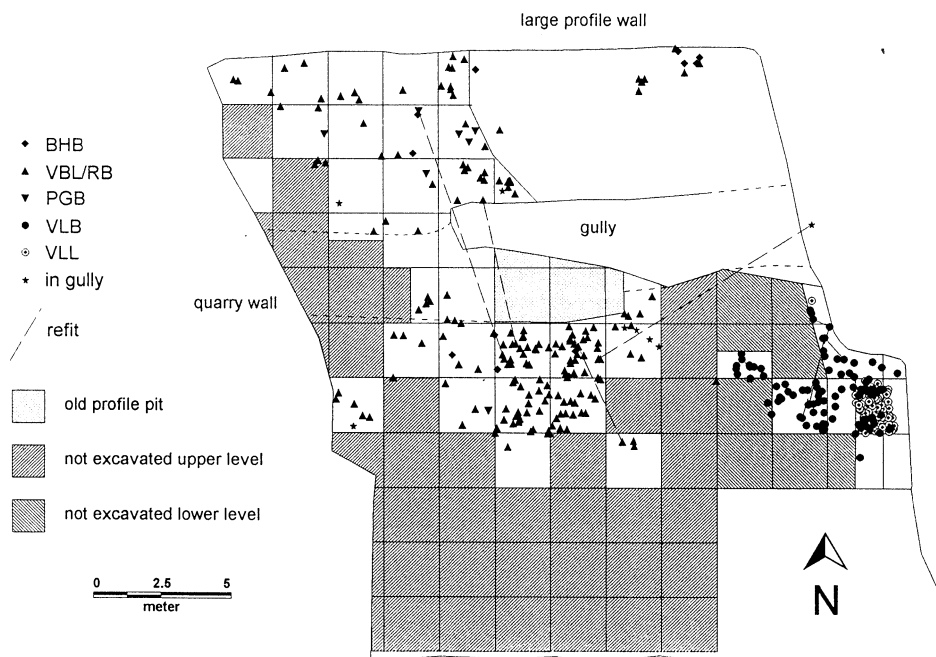 large profile wall
BHB
VBL/RB
PGB
VLB
VLL
in gully
refit
gully
quarry wall
old profile pit
not excavated upper level
not excavated lower level
0 2.5 5
meter
N